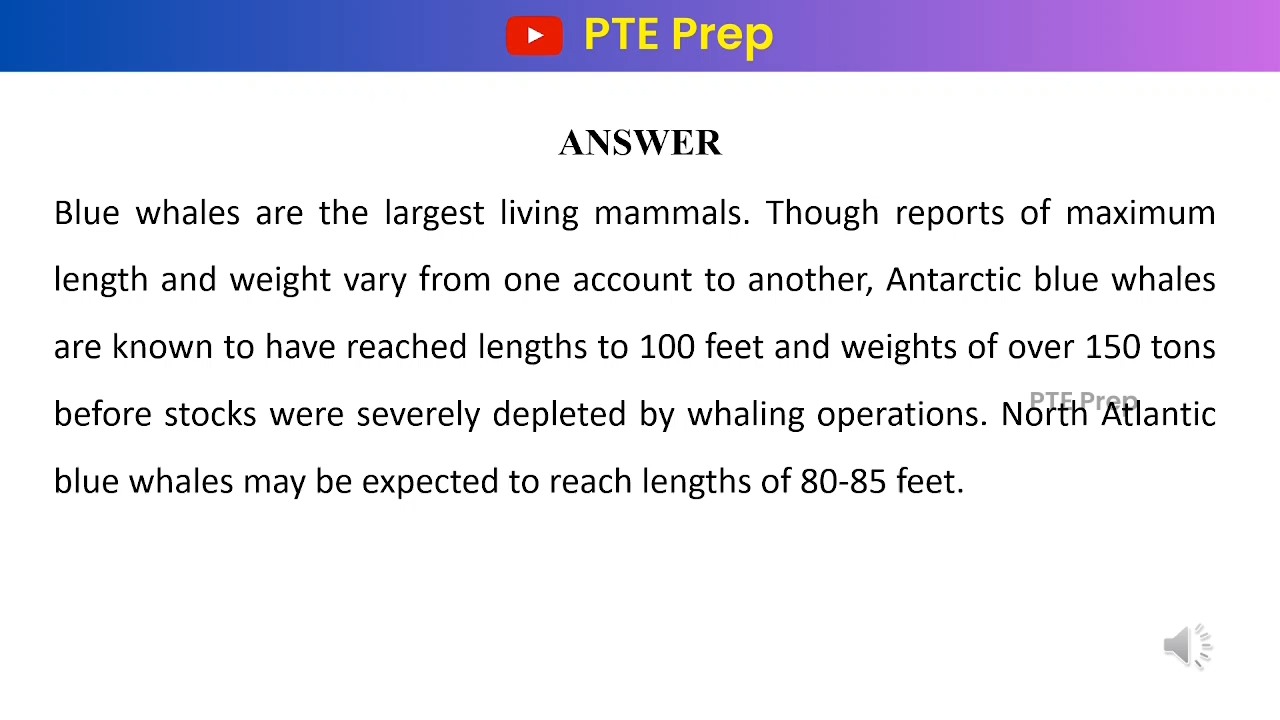 PTE Prep
ANSWER
Blue whales are the largest living mammals. Though reports of maximum
length and weight vary from one account to another, Antarctic blue whales
are known to have reached lengths to 100 feet and weights of over 150 tons
PTE Prep
before stocks were severely depleted by whaling operations. North Atlantic
blue whales may be expected to reach lengths of 80-85 feet.